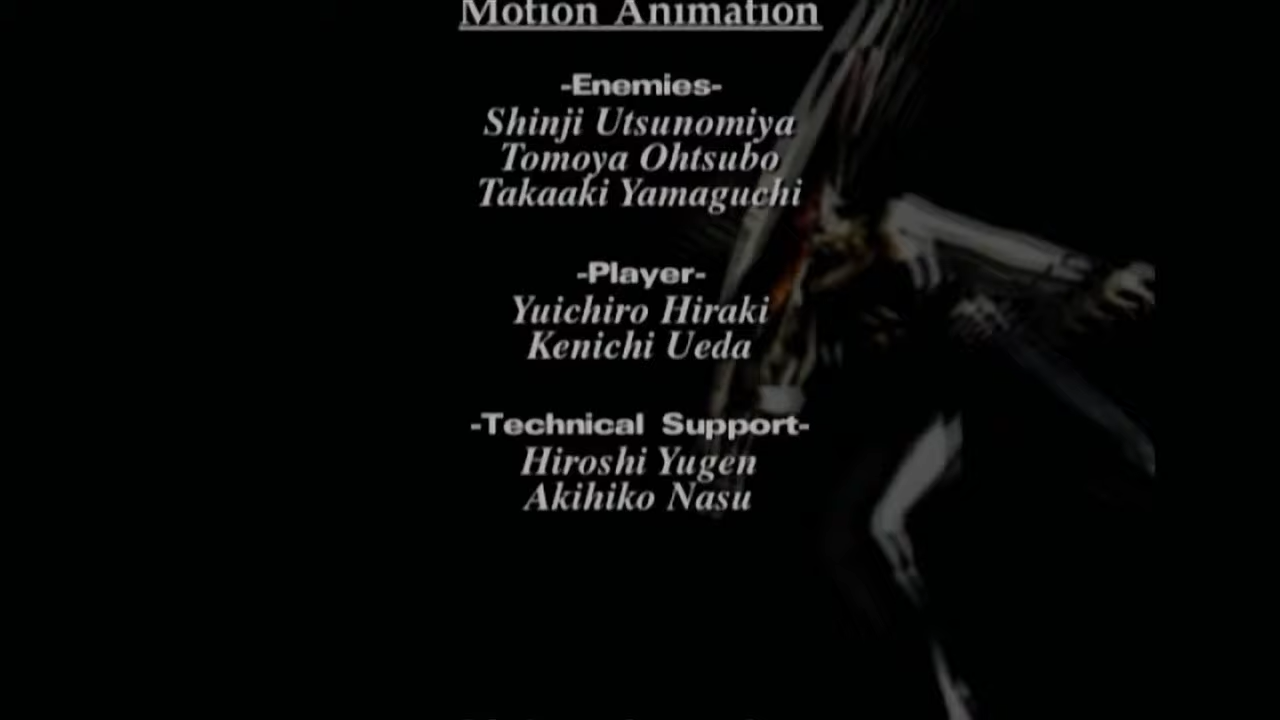 Motion Animation
-Enemies-
Shinji Utsunomiya
Tomoya Ohtsubo
Takaaki Yamaguchi
-Player-
Yuichiro Hiraki
Kenichi Ueda
-Technical Support-
Hiroshi Yugen
Akihiko Nasu